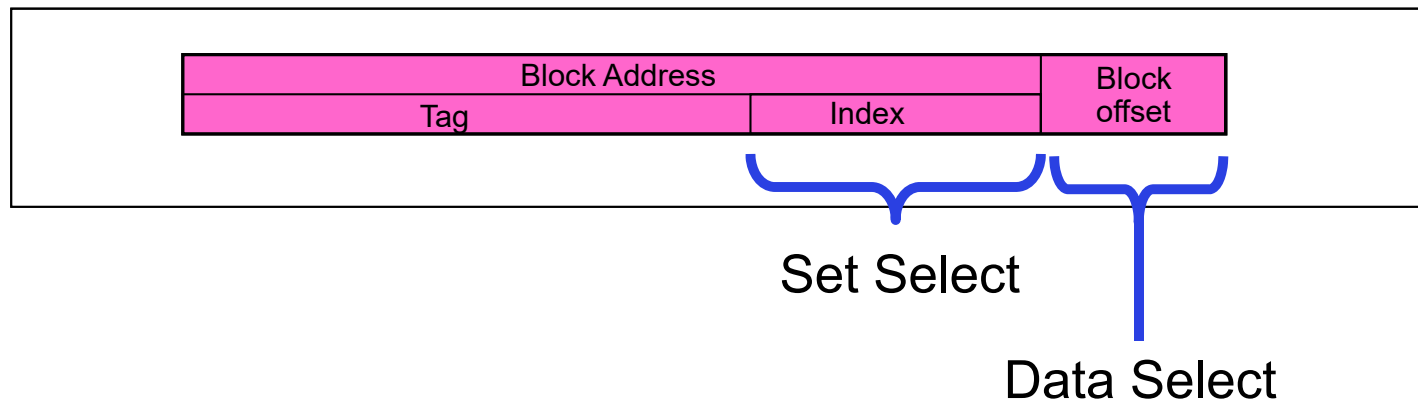 Block Address
Block
offset
Tag
Index
Set Select
Data Select